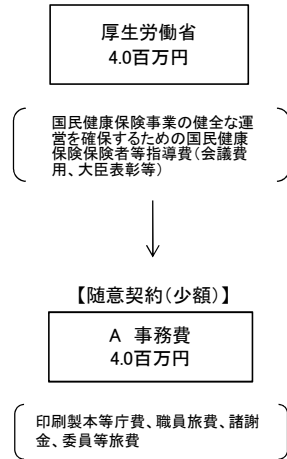 厚生労働省
4.0百万円
国民健康保険事業の健全な運
営を確保するための国民健康
保険保険者等指導費(会議費
用、大臣表彰等)
【随意契約(少額)】
A 事務費
4.0百万円
印刷製本等庁費、職員旅費、諸謝
金、委員等旅費